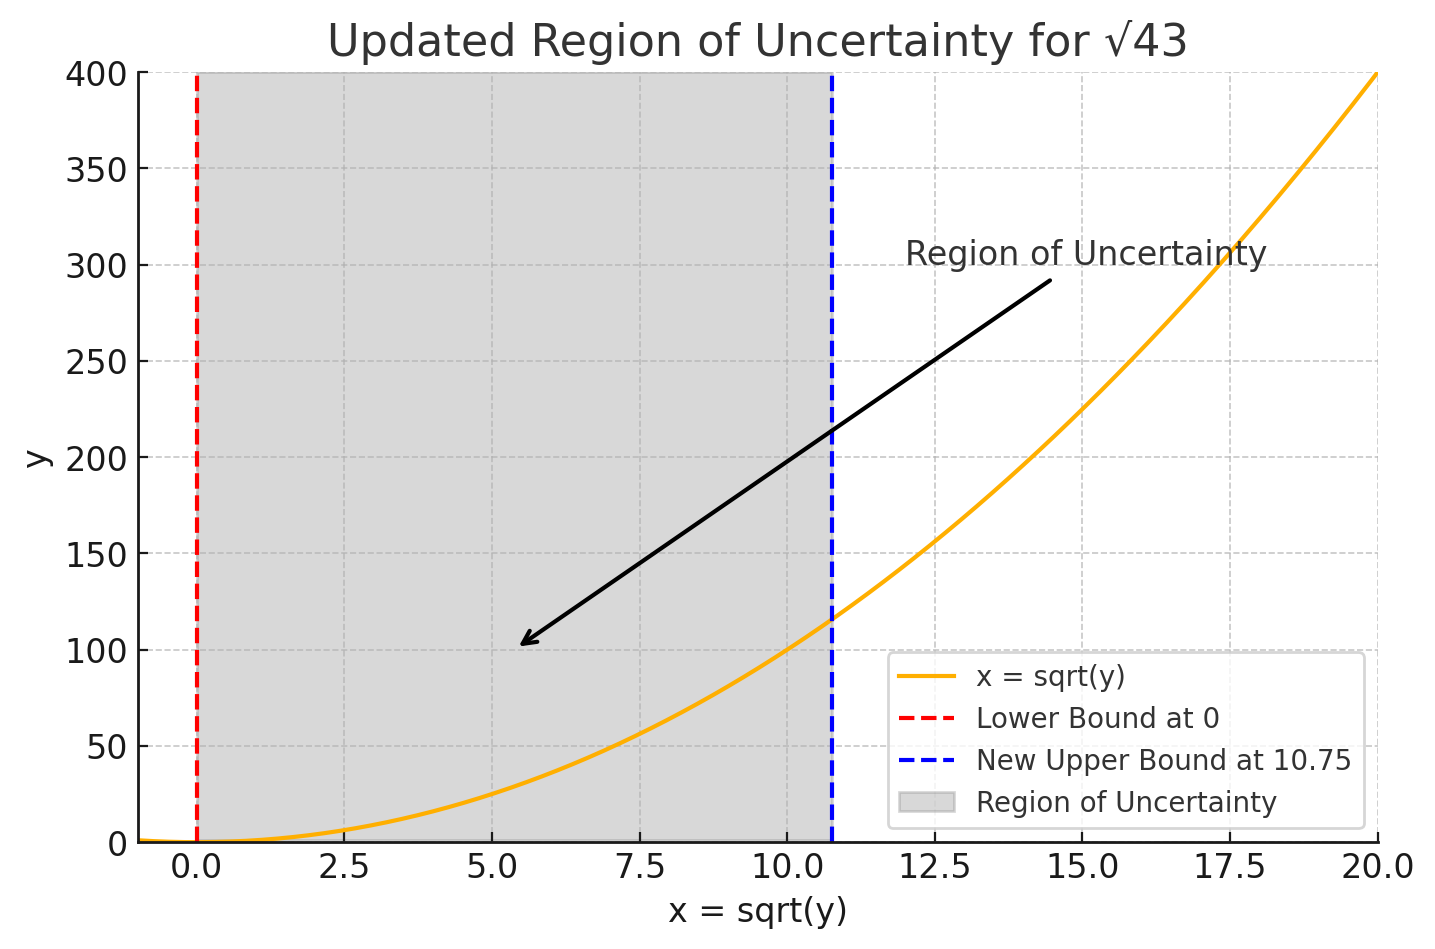 Updated Region of Uncertainty for √43
400
350
300
250
200
150
100
50
0
y
Region of Uncertainty
x = sqrt(y)
Lower Bound at 0
New Upper Bound at 10.75
Region of Uncertainty
0.0 2.5 5.0 7.5 10.0 12.5 15.0 17.5 20.0
x = sqrt(y)